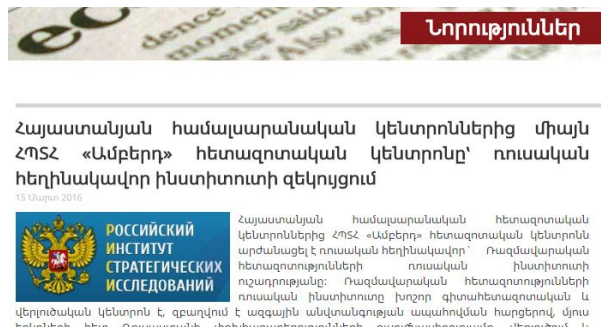 Նորություններ
Հայաստանյան համալսարանական կենտրոններից միայն
ՀՊՏՀ «Ամբերդ» հետազոտական կենտրոնը՝ ռուսական
հեղինակավոր ինստիտուտի զեկույցում
15 Մարտ 2016
РОССИЙСКИЙ
ИНСТИТУТ
СТРАТЕГИЧЕСКИХ
ИССЛЕДОВАНИЙ
Հայաստանյան համալսարանական հետազոտական
կենտրոններից ՀՊՏՀ «Ամբերդ» հետազոտական կենտրոնն
արժանացել է ռուսական հեղինակավոր՝ Ռազմավարական
հետազոտությունների ռուսական ինստիտուտի
ուշադրությանը: Ռազմավարական հետազոտությունների
ռուսական ինստիտուտը խոշոր գիտահետազոտական և
վերլուծական կենտրոն է, զբաղվում է ազգային անվտանգության ապահովման հարցերով, մյուս